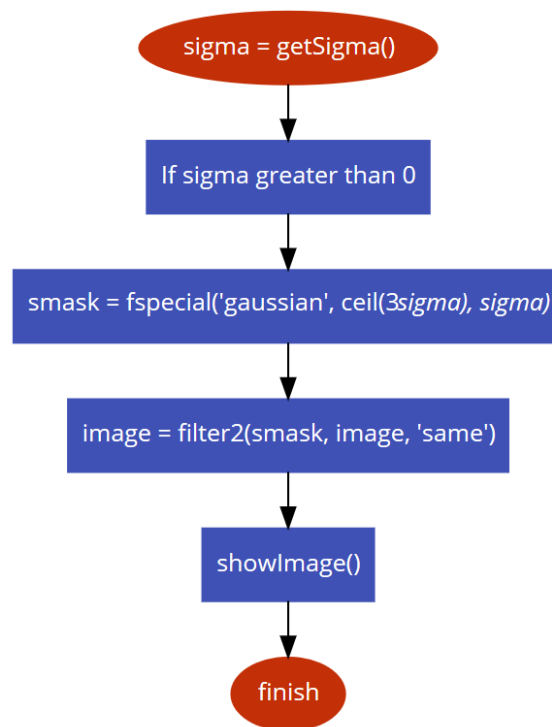 sigma = getSigma()
If sigma greater than 0
smask = fspecial('gaussian', ceil(3sigma), sigma)
image = filter2(smask, image, 'same')
showImage()
finish